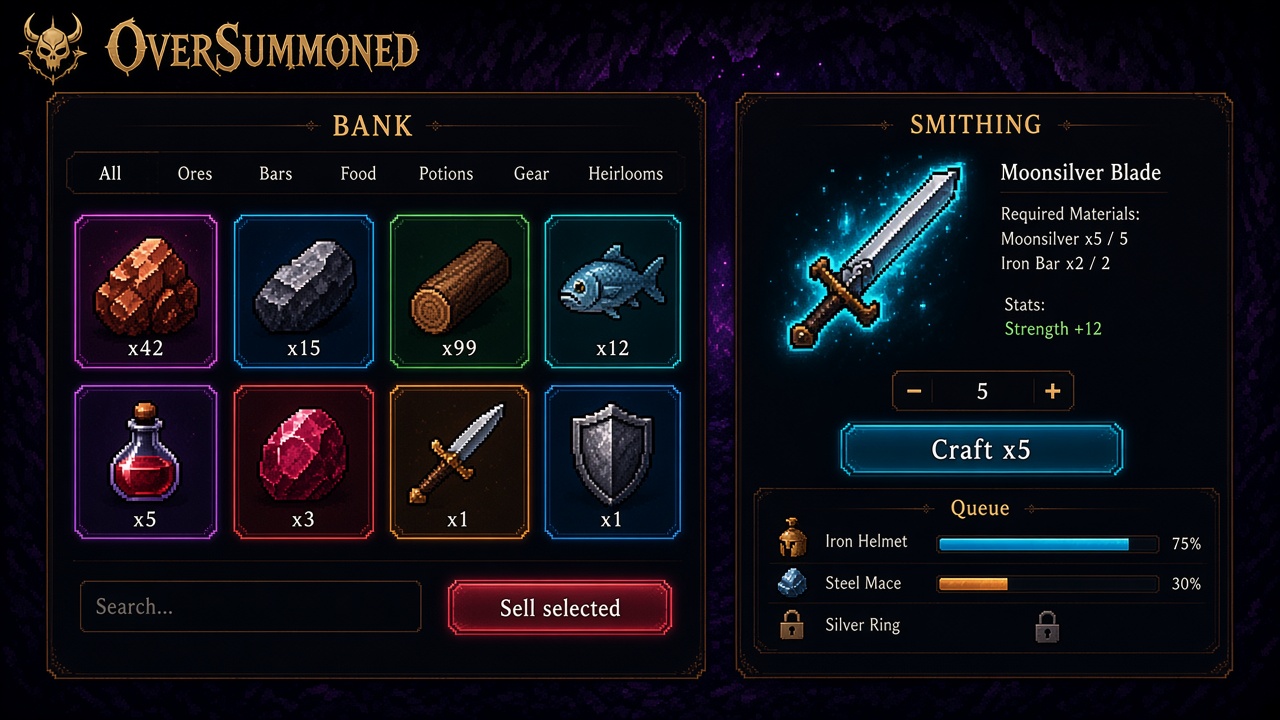 OVERSUMMONED
BANK
All Ores Bars Food Potions Gear Heirlooms
x42 x15 x99 x12
x5 x3 x1 x1
Search...
Sell selected
SMITHING
Moonsilver Blade
Required Materials:
Moonsilver x5 / 5
Iron Bar x2 / 2
Stats:
Strength +12
− 5 +
Craft x5
Queue
Iron Helmet 75%
Steel Mace 30%
Silver Ring